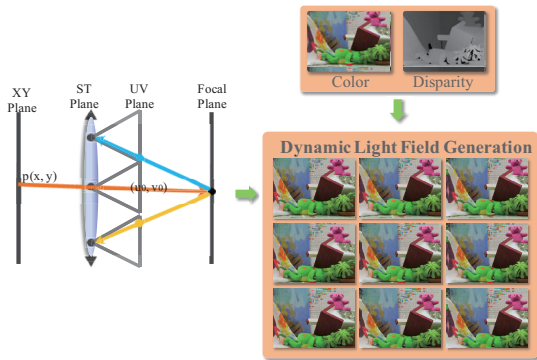 XY
Plane
ST
Plane
UV
Plane
Focal
Plane
p(x, y)
(u0, v0)
Color
Disparity
Dynamic Light Field Generation